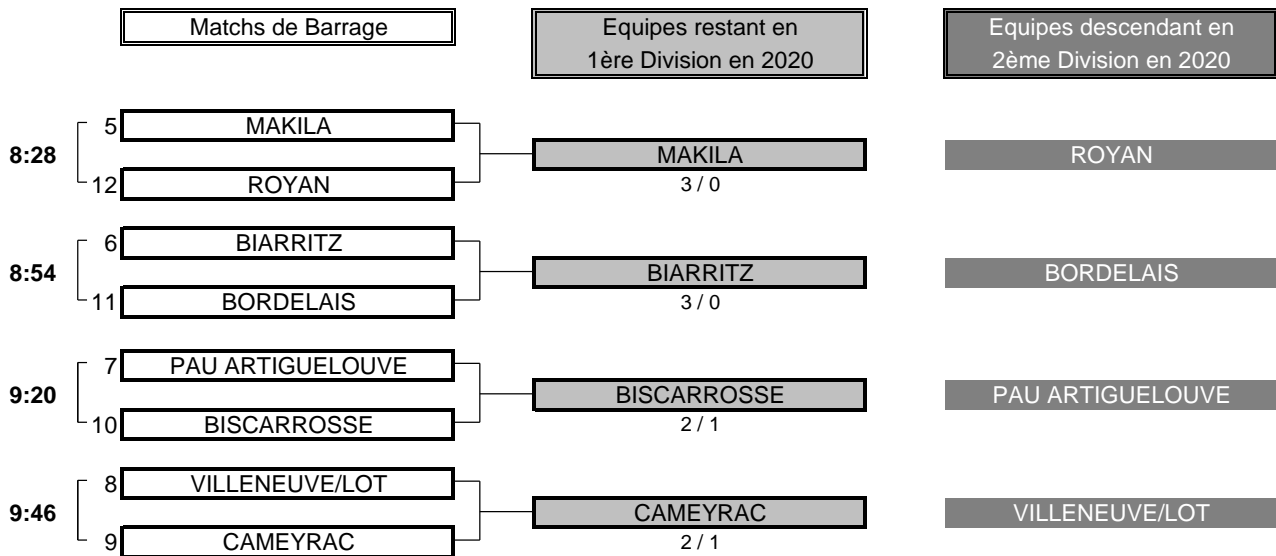 Matchs de Barrage
Equipes restant en
1ère Division en 2020
Equipes descendant en
2ème Division en 2020
8:28
5 MAKILA
12 ROYAN
MAKILA
3 / 0
ROYAN
8:54
6 BIARRITZ
11 BORDELAIS
BIARRITZ
3 / 0
BORDELAIS
9:20
7 PAU ARTIGUELOUVE
10 BISCARROSSE
BISCARROSSE
2 / 1
PAU ARTIGUELOUVE
9:46
8 VILLENEUVE/LOT
9 CAMEYRAC
CAMEYRAC
2 / 1
VILLENEUVE/LOT